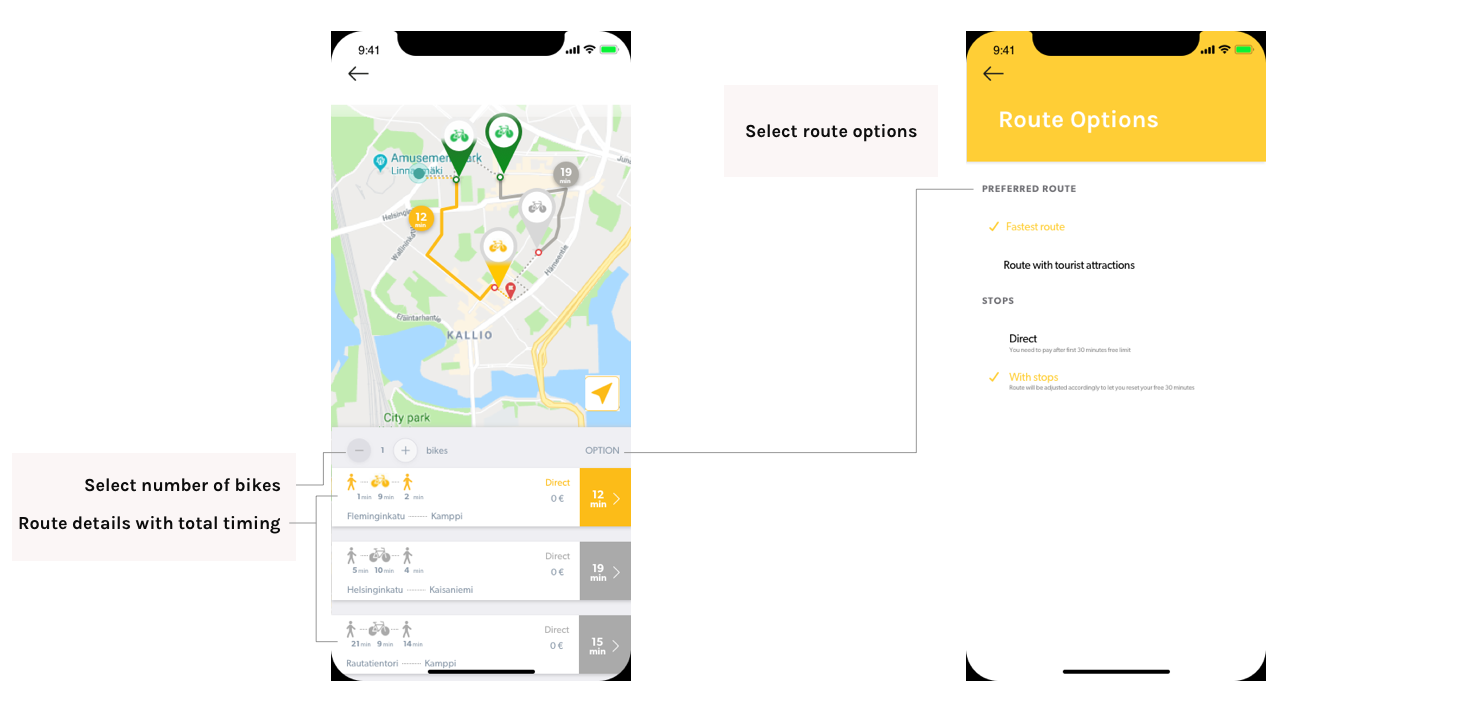 9:41
Amusement Park
Linnanmäki
19
min
12
min
Helsingin
Wallininkatu
Hämeentie
Eläintarhantie
KALLIO
City park
1 bikes OPTION
1 min 9 min 2 min
Direct
0 €
12
min
Fleminginkatu Kamppi
5 min 10 min 4 min
Direct
0 €
19
min
Helsinginkatu Kaisaniemi
21 min 9 min 14 min
Direct
0 €
15
min
Rautatientori Kamppi
Select number of bikes
Route details with total timing
Select route options
9:41
Route Options
PREFERRED ROUTE
Fastest route
Route with tourist attractions
STOPS
Direct
You need to pay after first 30 minutes free limit
With stops
Route will be adjusted accordingly to let you reset your free 30 minutes